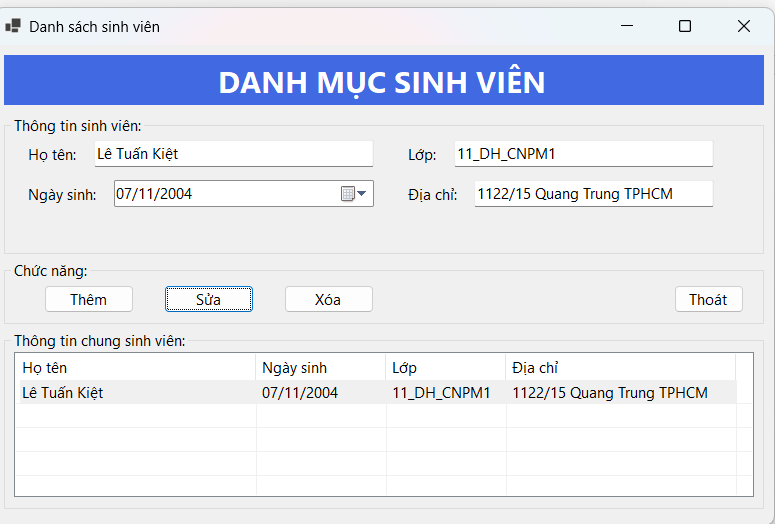 Danh sách sinh viên
DANH MỤC SINH VIÊN
Thông tin sinh viên:
Họ tên: Lê Tuấn Kiệt Lớp: 11_DH_CNPM1
Ngày sinh: 07/11/2004 Địa chỉ: 1122/15 Quang Trung TPHCM
Chức năng:
Thêm Sửa Xóa Thoát
Thông tin chung sinh viên:
Họ tên Ngày sinh Lớp Địa chỉ
Lê Tuấn Kiệt 07/11/2004 11_DH_CNPM1 1122/15 Quang Trung TPHCM